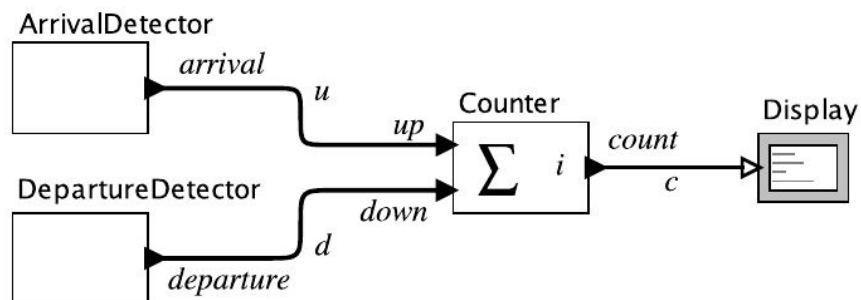 ArrivalDetector
arrival
u
up
Counter
Σ
i
count
c
Display
DepartureDetector
down
d
departure